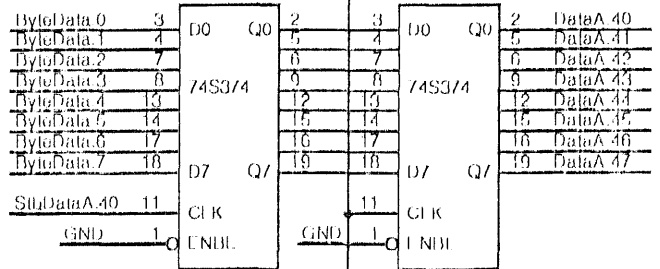 ByteData.0 3 D0 Q0 2 3 D0 Q0 2 DataA.40
ByteData.1 4 5 4 5 DataA.41
ByteData.2 7 6 7 6 DataA.42
ByteData.3 8 74S374 9 8 74S374 9 DataA.43
ByteData.4 13 12 13 12 DataA.44
ByteData.5 14 15 14 15 DataA.45
ByteData.6 17 16 17 16 DataA.46
ByteData.7 18 D7 Q7 19 18 D7 Q7 19 DataA.47
StbDataA.40 11 CLK 11 CLK
GND 1 ENBL GND 1 ENBL